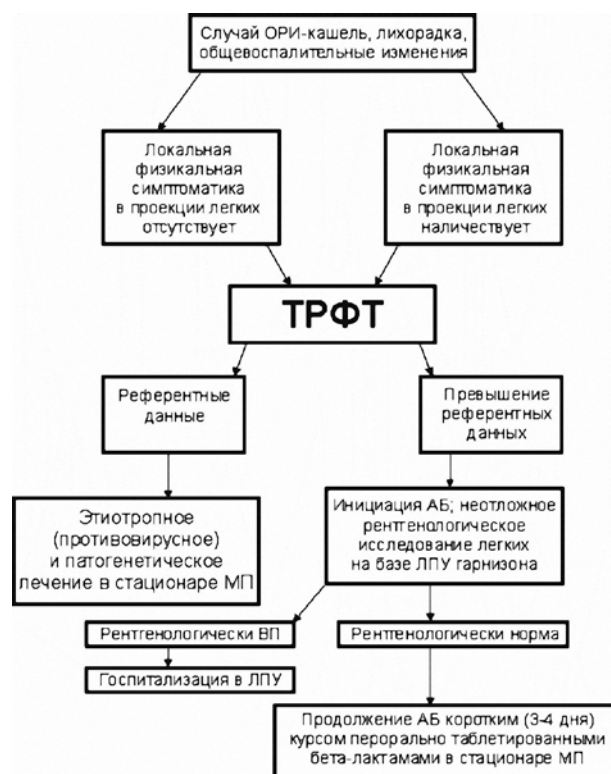 Случай ОРИ-кашель, лихорадка,
общевоспалительные изменения
Локальная
физикальная
симптоматика
в проекции легких
отсутствует
Локальная
физикальная
симптоматика
в проекции легких
наличествует
ТРФТ
Референтные
данные
Превышение
референтных
данных
Этиотропное
(противовирусное)
и патогенетическое
лечение в стационаре МП
Инициация АБ; неотложное
рентгенологическое
исследование легких
на базе ЛПУ гарнизона
Рентгенологически ВП
Рентгенологически норма
Госпитализация в ЛПУ
Продолжение АБ коротким (3-4 дня)
курсом перорально таблетированными
бета-лактамами в стационаре МП